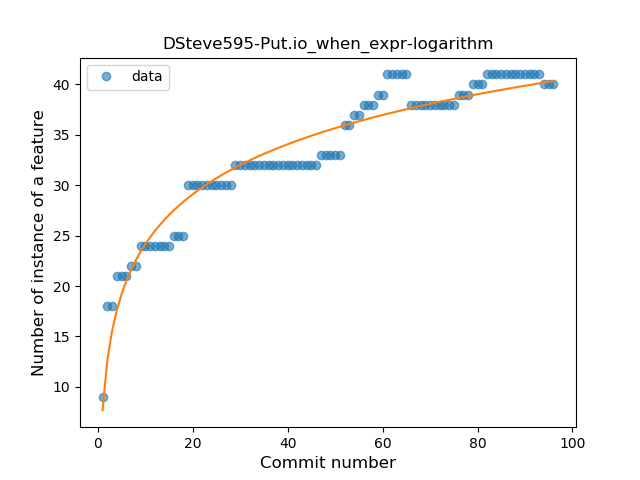 DSteve595-Put.io_when_expr-logarithm
data
Number of instance of a feature
40
35
30
25
20
15
10
0 20 40 60 80 100
Commit number